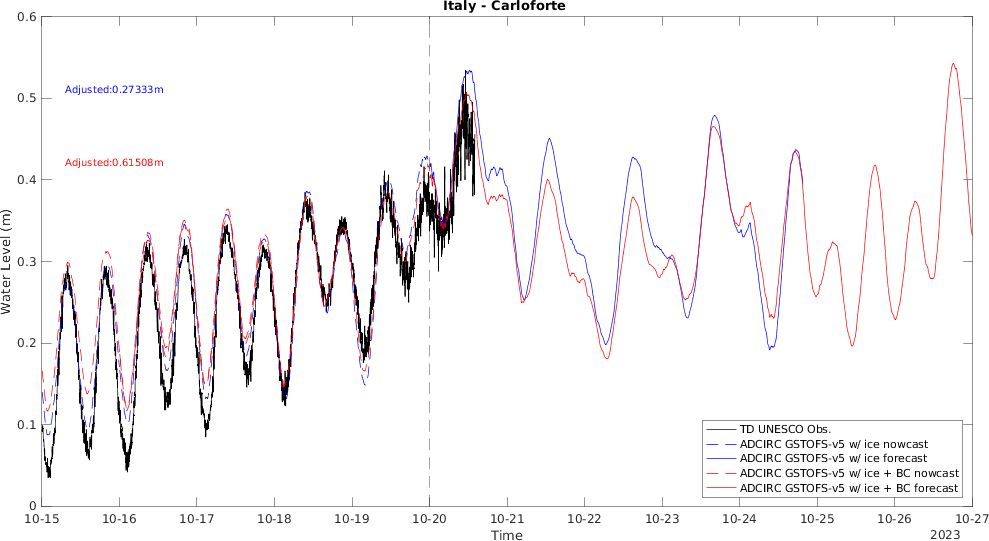 Italy - Carloforte
Water Level (m)
0.6
0.5
0.4
0.3
0.2
0.1
0
Adjusted:0.27333m
Adjusted:0.61508m
TD UNESCO Obs.
ADCIRC GSTOFS-v5 w/ ice nowcast
ADCIRC GSTOFS-v5 w/ ice forecast
ADCIRC GSTOFS-v5 w/ ice + BC nowcast
ADCIRC GSTOFS-v5 w/ ice + BC forecast
10-15 10-16 10-17 10-18 10-19 10-20 10-21 10-22 10-23 10-24 10-25 10-26 10-27
Time
2023